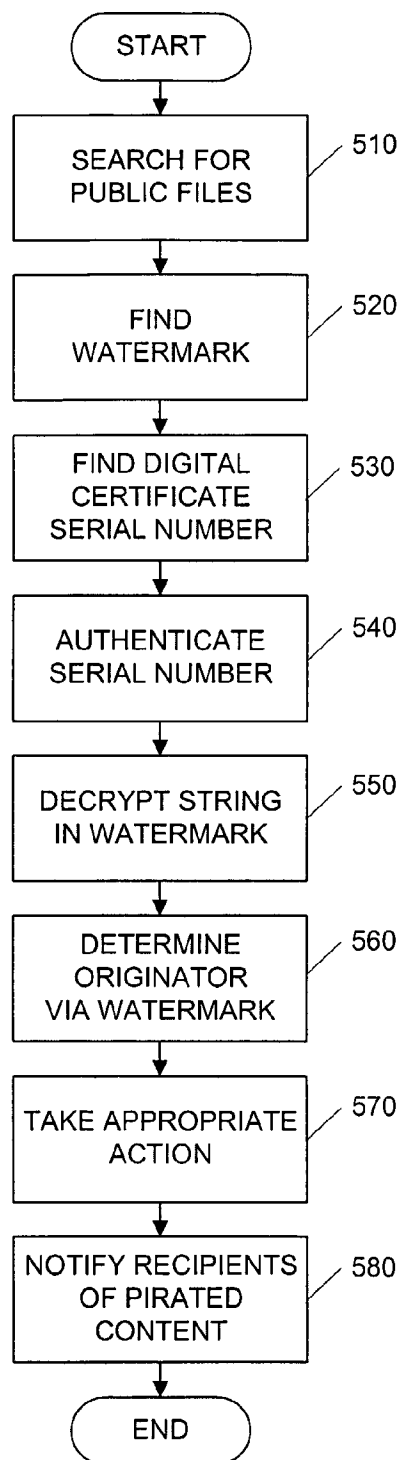 START
SEARCH FOR
PUBLIC FILES
510
FIND
WATERMARK
520
FIND DIGITAL
CERTIFICATE
SERIAL NUMBER
530
AUTHENTICATE
SERIAL NUMBER
540
DECRYPT STRING
IN WATERMARK
550
DETERMINE
ORIGINATOR
VIA WATERMARK
560
TAKE APPROPRIATE
ACTION
570
NOTIFY RECIPIENTS
OF PIRATED
CONTENT
580
END